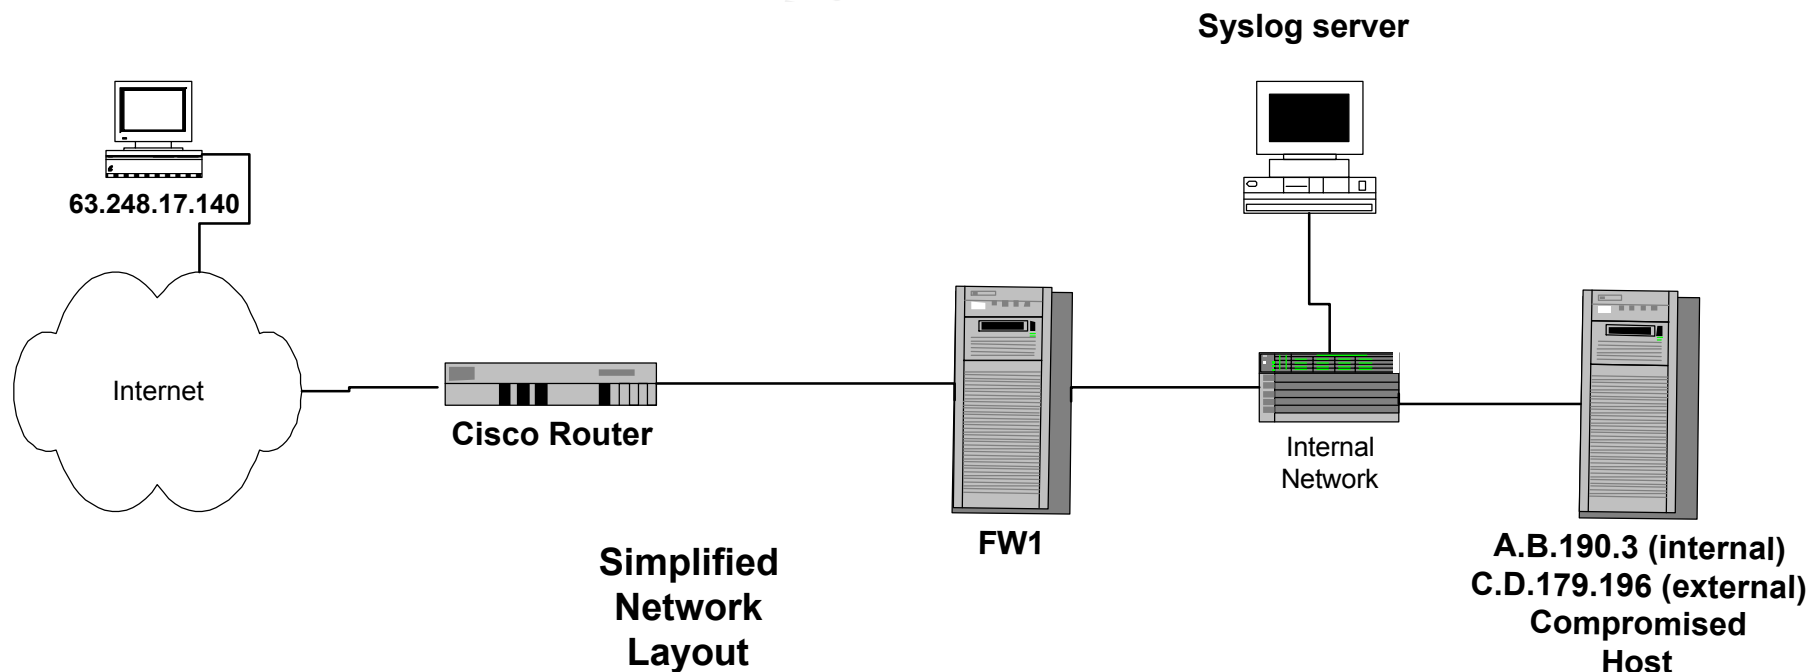 Syslog server
63.248.17.140
Internet
Cisco Router
FW1
Internal
Network
A.B.190.3 (internal)
C.D.179.196 (external)
Compromised
Host
Simplified
Network
Layout